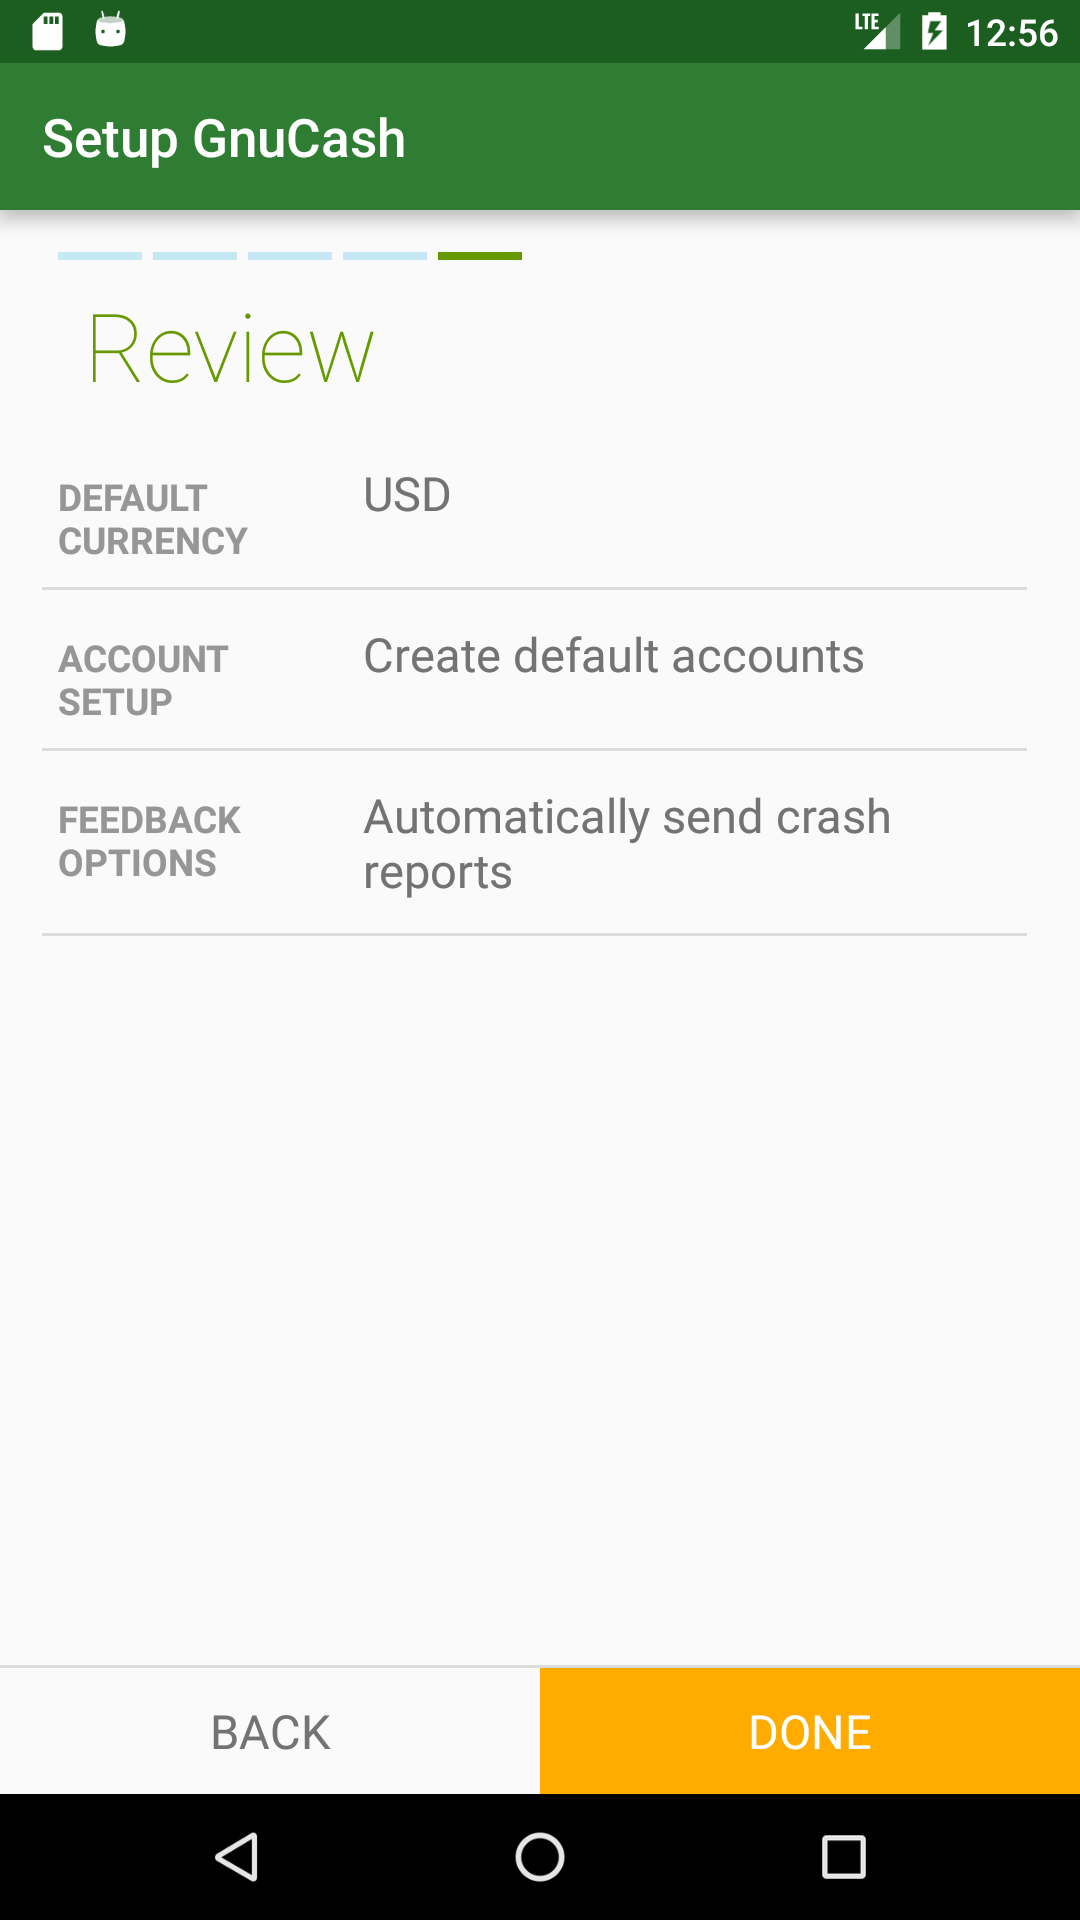 LTE 12:56
Setup GnuCash
Review
DEFAULT
CURRENCY
USD
ACCOUNT
SETUP
Create default accounts
FEEDBACK
OPTIONS
Automatically send crash
reports
BACK
DONE